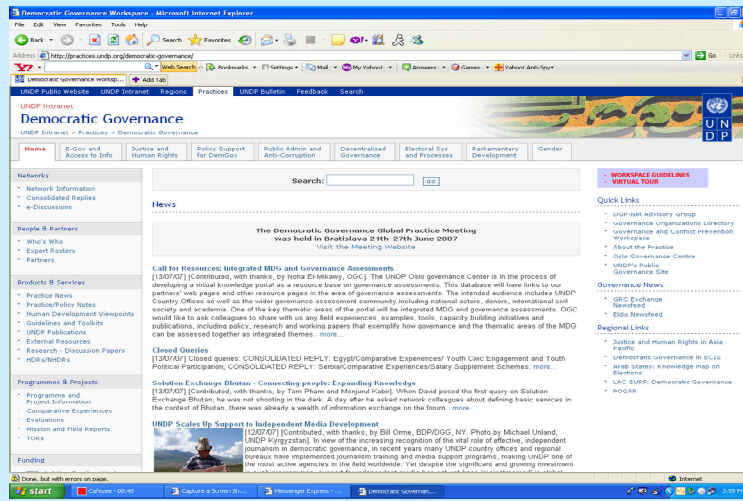 Democratic Governance Workspace - Microsoft Internet Explorer
File Edit View Favorites Tools Help
Back Search Favorites
Address http://practices.undp.org/democratic-governance/ Go Links
Web Search Bookmarks Settings Mail My Yahoo! Answers Games Yahoo! Anti-Spy
Democratic Governance Worksp... Add Tab
UNDP Public Website UNDP Intranet Regions Practices UNDP Bulletin Feedback Search
UNDP Intranet
Democratic Governance
UNDP Intranet > Practices > Democratic Governance
U N
D P
Home
E-Gov and
Access to Info
Justice and
Human Rights
Policy Support
for DemGov
Public Admin and
Anti-Corruption
Decentralized
Governance
Electoral Sys
and Processes
Parliamentary
Development
Gender
Networks
Network Information
Consolidated Replies
e-Discussions
People & Partners
Who's Who
Expert Rosters
Partners
Products & Services
Practice News
Practice/Policy Notes
Human Development Viewpoints
Guidelines and Toolkits
UNDP Publications
External Resources
Research - Discussion Papers
HDRs/NHDRs
Programmes & Projects
Programme and
Project Information
Comparative Experiences
Evaluations
Mission and Field Reports
TORs
Funding
Search: GO
News
The Democratic Governance Global Practice Meeting
was held in Bratislava 24th-27th June 2007
Visit the Meeting Website
Call for Resources: Integrated MDG and Governance Assessments
[13/07/07] [Contributed, with thanks, by Noha El-Mikawy, OGC]. The UNDP Oslo governance Center is in the process of
developing a virtual knowledge portal as a resource base on governance assessments. This database will have links to our
partners' web pages and other resource pages in the area of governance assessments. The intended audience includes UNDP
Country Offices as well as the wider governance assessment community including national actors, donors, international civil
society and academia. One of the key thematic areas of the portal will be integrated MDG and governance assessments. OGC
would like to ask colleagues to share with us any field experiences, examples, tools, capacity building initiatives and
publications, including policy, research and working papers that exemplify how governance and the thematic areas of the MDG
can be assessed together as integrated themes. more...
Closed Queries
[13/07/07] Closed queries: CONSOLIDATED REPLY: Egypt/Comparative Experiences/ Youth Civic Engagement and Youth
Political Participation; CONSOLIDATED REPLY: Serbia/Comparative Experiences/Salary Supplement Schemes. more...
Solution Exchange Bhutan - Connecting people: Expanding Knowledge
[13/07/07] [Contributed, with thanks, by Tam Pham and Monjurul Kabir]. When David posed the first query on Solution
Exchange Bhutan, he was not shooting in the dark. A day after he asked network colleagues about defining basic services in
the context of Bhutan, there was already a wealth of information exchange on the forum. more
UNDP Scales Up Support to Independent Media Development
[12/07/07] [Contributed, with thanks, by Bill Orme, BDP/DGG, NY. Photo by Michael Unland,
UNDP Kyrgyzstan]. In view of the increasing recognition of the vital role of effective, independent
journalism in democratic governance, in recent years many UNDP country offices and regional
bureaux have implemented journalism training and media support programs, making UNDP one of
the most active agencies in the field worldwide. Yet despite the significant and growing investment
- WORKSPACE GUIDELINES
- VIRTUAL TOUR
Quick Links
DGP-Net Advisory Group
Governance Organizations Directory
Governance and Conflict Prevention
Workspace
About the Practice
Oslo Governance Centre
UNDP's Public
Governance Site
Governance News
GRC Exchange
Newsfeed
Eldis Newsfeed
Regional Links
Justice and Human Rights in Asia
Pacific
Democratic Governance in ECIS
Arab States: Knowledge Map on
Elections
LAC SURF: Democratic Governance
POGAR
Done, but with errors on page. Internet
start Calisee - 06:40 Capture a Screen Sh... Messenger Express - ... Democratic Governan... 3:55 PM